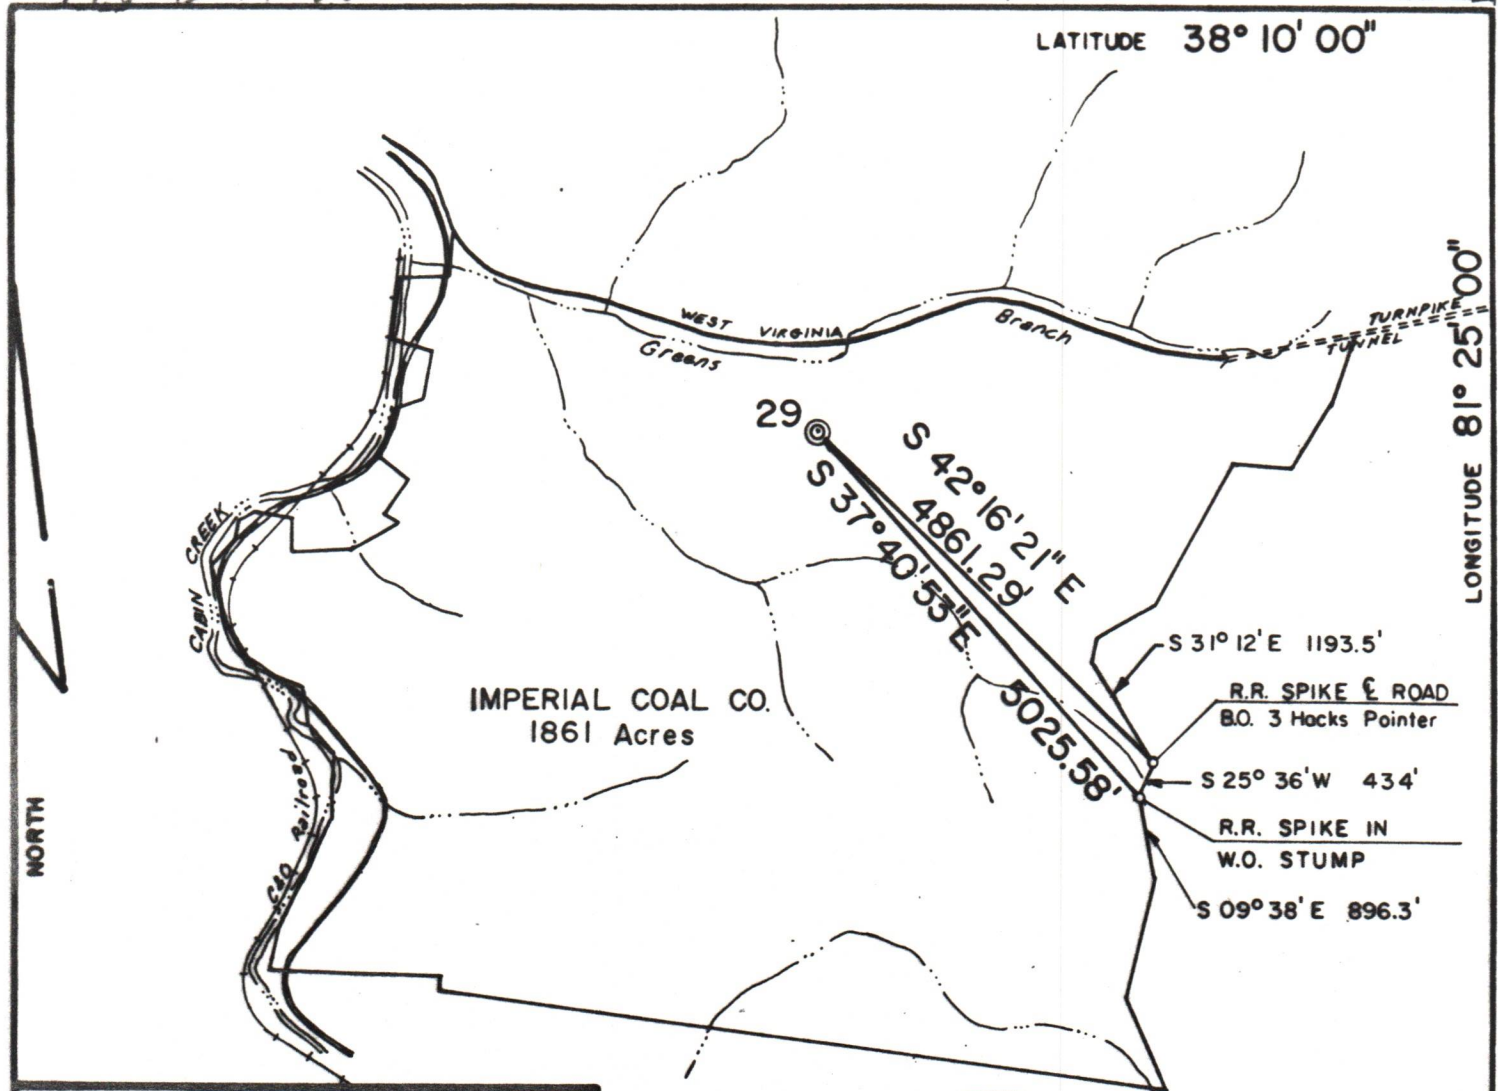 LATITUDE 38° 10' 00"
LONGITUDE 81° 25' 00"
WEST VIRGINIA
TURNPIKE
TUNNEL
Greens Branch
29
S 42° 16' 21" E
4861.29'
S 37° 40' 53" E
5025.58'
CABIN CREEK
S 31° 12' E 1193.5'
IMPERIAL COAL CO.
1861 Acres
R.R. SPIKE ℄ ROAD
B.O. 3 Hacks Pointer
S 25° 36' W 434'
R.R. SPIKE IN
W.O. STUMP
S 09° 38' E 896.3'
C&O Railroad
NORTH